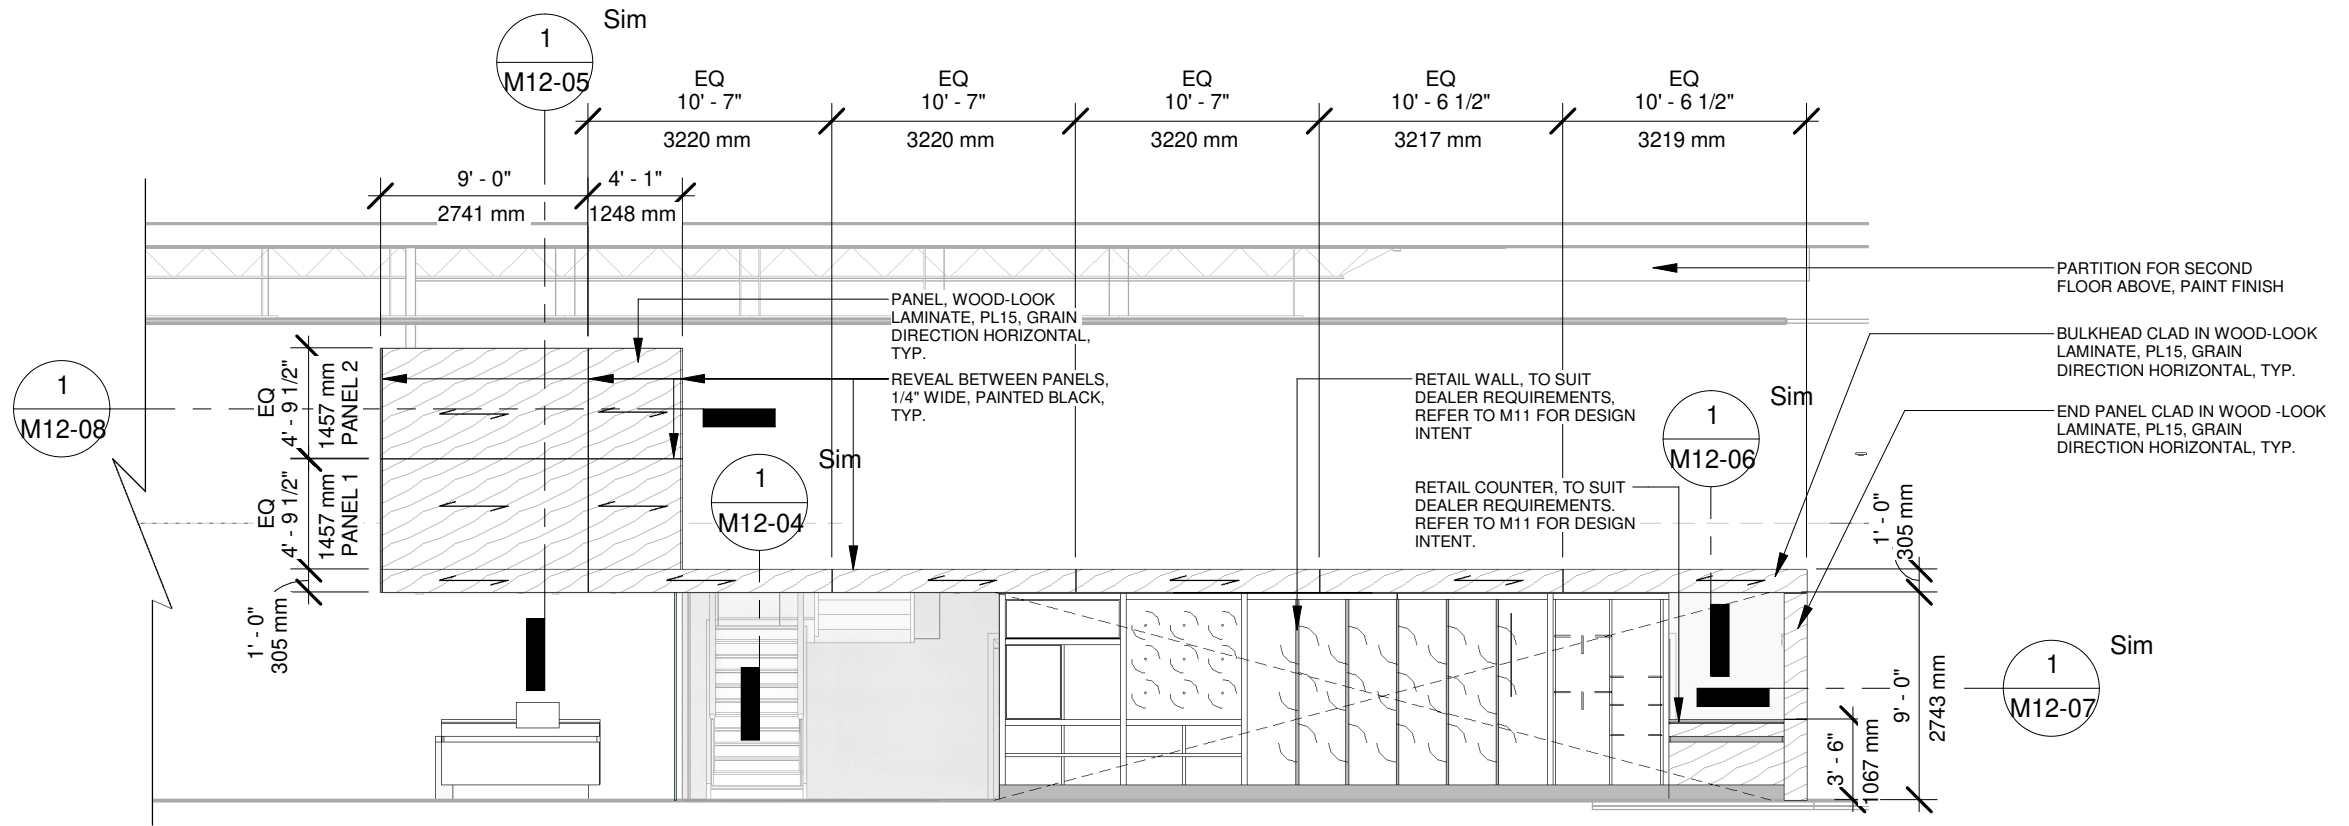 Sim
1
M12-05
EQ
10' - 7"
3220 mm
EQ
10' - 7"
3220 mm
EQ
10' - 7"
3220 mm
EQ
10' - 6 1/2"
3217 mm
EQ
10' - 6 1/2"
3219 mm
9' - 0"
2741 mm
4' - 1"
1248 mm
PARTITION FOR SECOND
FLOOR ABOVE, PAINT FINISH
PANEL, WOOD-LOOK
LAMINATE, PL15, GRAIN
DIRECTION HORIZONTAL,
TYP.
BULKHEAD CLAD IN WOOD-LOOK
LAMINATE, PL15, GRAIN
DIRECTION HORIZONTAL, TYP.
1
M12-08
EQ
4' - 9 1/2"
1457 mm
PANEL 2
REVEAL BETWEEN PANELS,
1/4" WIDE, PAINTED BLACK,
TYP.
RETAIL WALL, TO SUIT
DEALER REQUIREMENTS,
REFER TO M11 FOR DESIGN
INTENT
Sim
1
M12-06
END PANEL CLAD IN WOOD -LOOK
LAMINATE, PL15, GRAIN
DIRECTION HORIZONTAL, TYP.
EQ
4' - 9 1/2"
1457 mm
PANEL 1
Sim
1
M12-04
RETAIL COUNTER, TO SUIT
DEALER REQUIREMENTS.
REFER TO M11 FOR DESIGN
INTENT.
1' - 0"
305 mm
1' - 0"
305 mm
Sim
1
M12-07
9' - 0"
2743 mm
3' - 6"
1067 mm